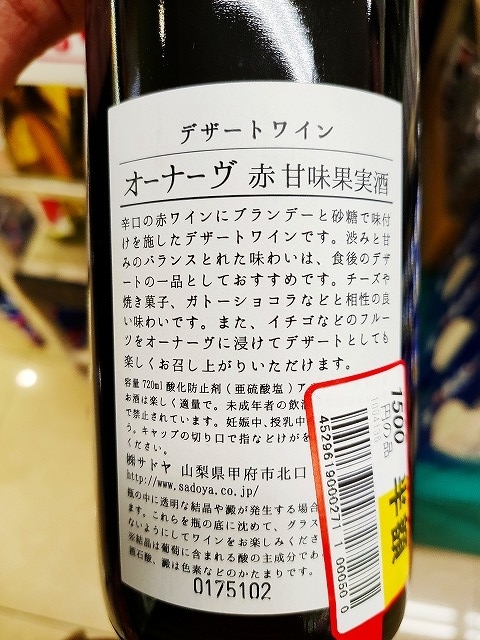 デザートワイン
オーナーヴ 赤 甘味果実酒
辛口の赤ワインにブランデーと砂糖で味付
けを施したデザートワインです。渋みと甘
みのバランスとれた味わいは、食後のデザ
ートの一品としておすすめです。チーズや
焼き菓子、ガトーショコラなどと相性の良
い味わいです。また、イチゴなどのフルー
ツをオーナーヴに浸けてデザートとしても
楽しくお召し上がりいただけます。
容量 720ml 酸化防止剤(亜硫酸塩)ア
お酒は楽しく適量で。未成年者の飲酒
で禁止されています。妊娠中、授乳中
う。キャップの切り口で指などけがを
ください。
㈱サドヤ 山梨県甲府市北口
http://www.sadoya.co.jp/
瓶の中に透明な結晶や澱が発生する場合
ます。これらを瓶の底に沈めて、グラス
ないようにしてワインをお楽しみくださ
※結晶は葡萄に含まれる酸の主成分であ
酒石酸、澱は色素などのかたまりです。
0175102
1500
円の品
半額
4529619000271 1 00050 0